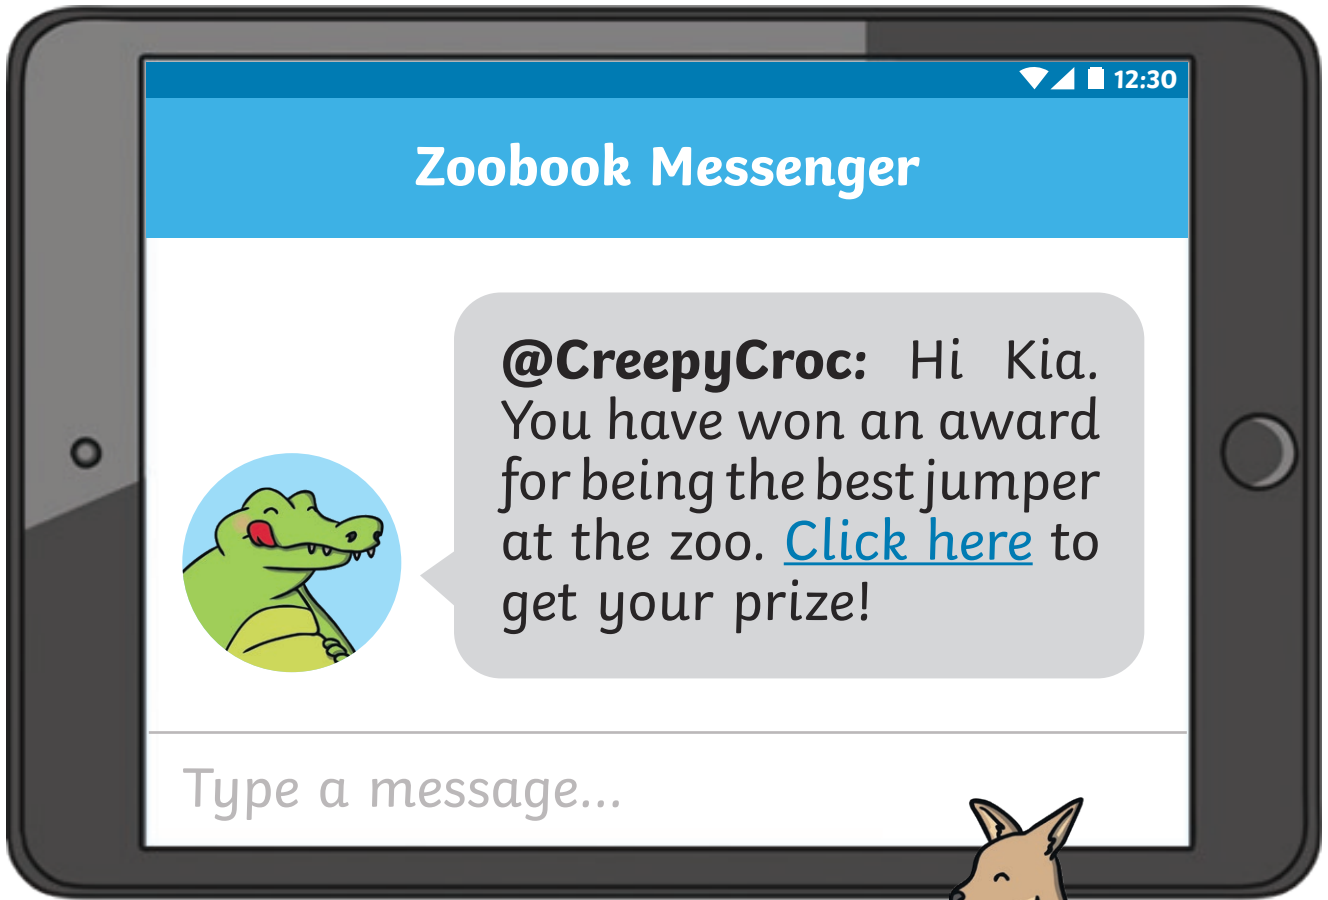 12:30
Zoobook Messenger
@CreepyCroc: Hi Kia.
You have won an award
for being the best jumper
at the zoo. Click here to
get your prize!
Type a message...